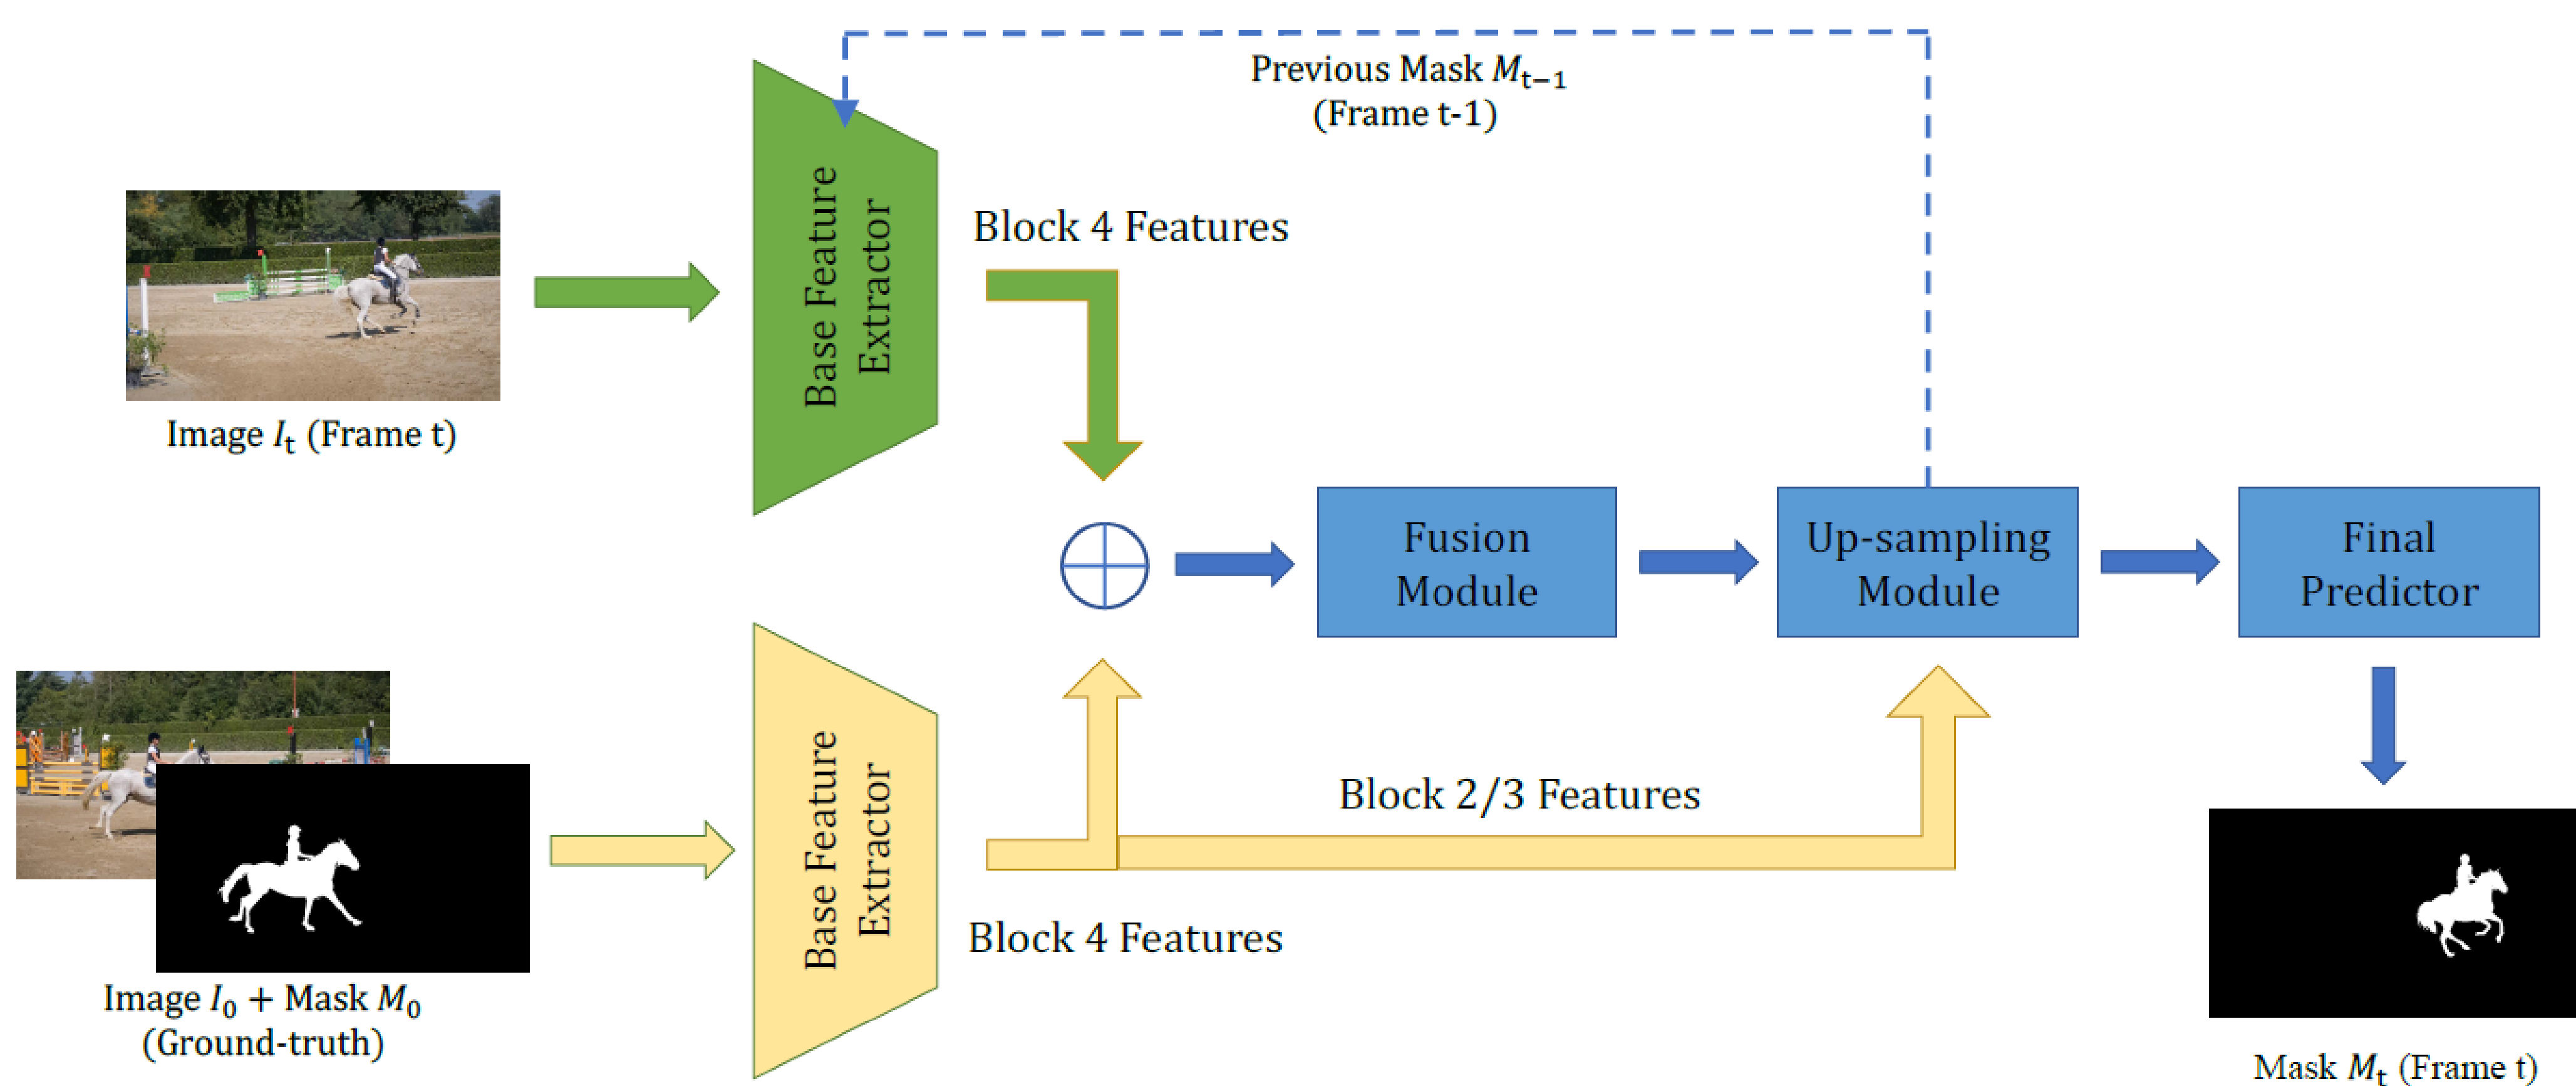 Previous Mask M_{t−1}
(Frame t-1)
Base Feature
Extractor
Block 4 Features
Image I_t (Frame t)
Fusion
Module
Up-sampling
Module
Final
Predictor
Base Feature
Extractor
Block 2/3 Features
Block 4 Features
Image I_0 + Mask M_0
(Ground-truth)
Mask M_t (Frame t)